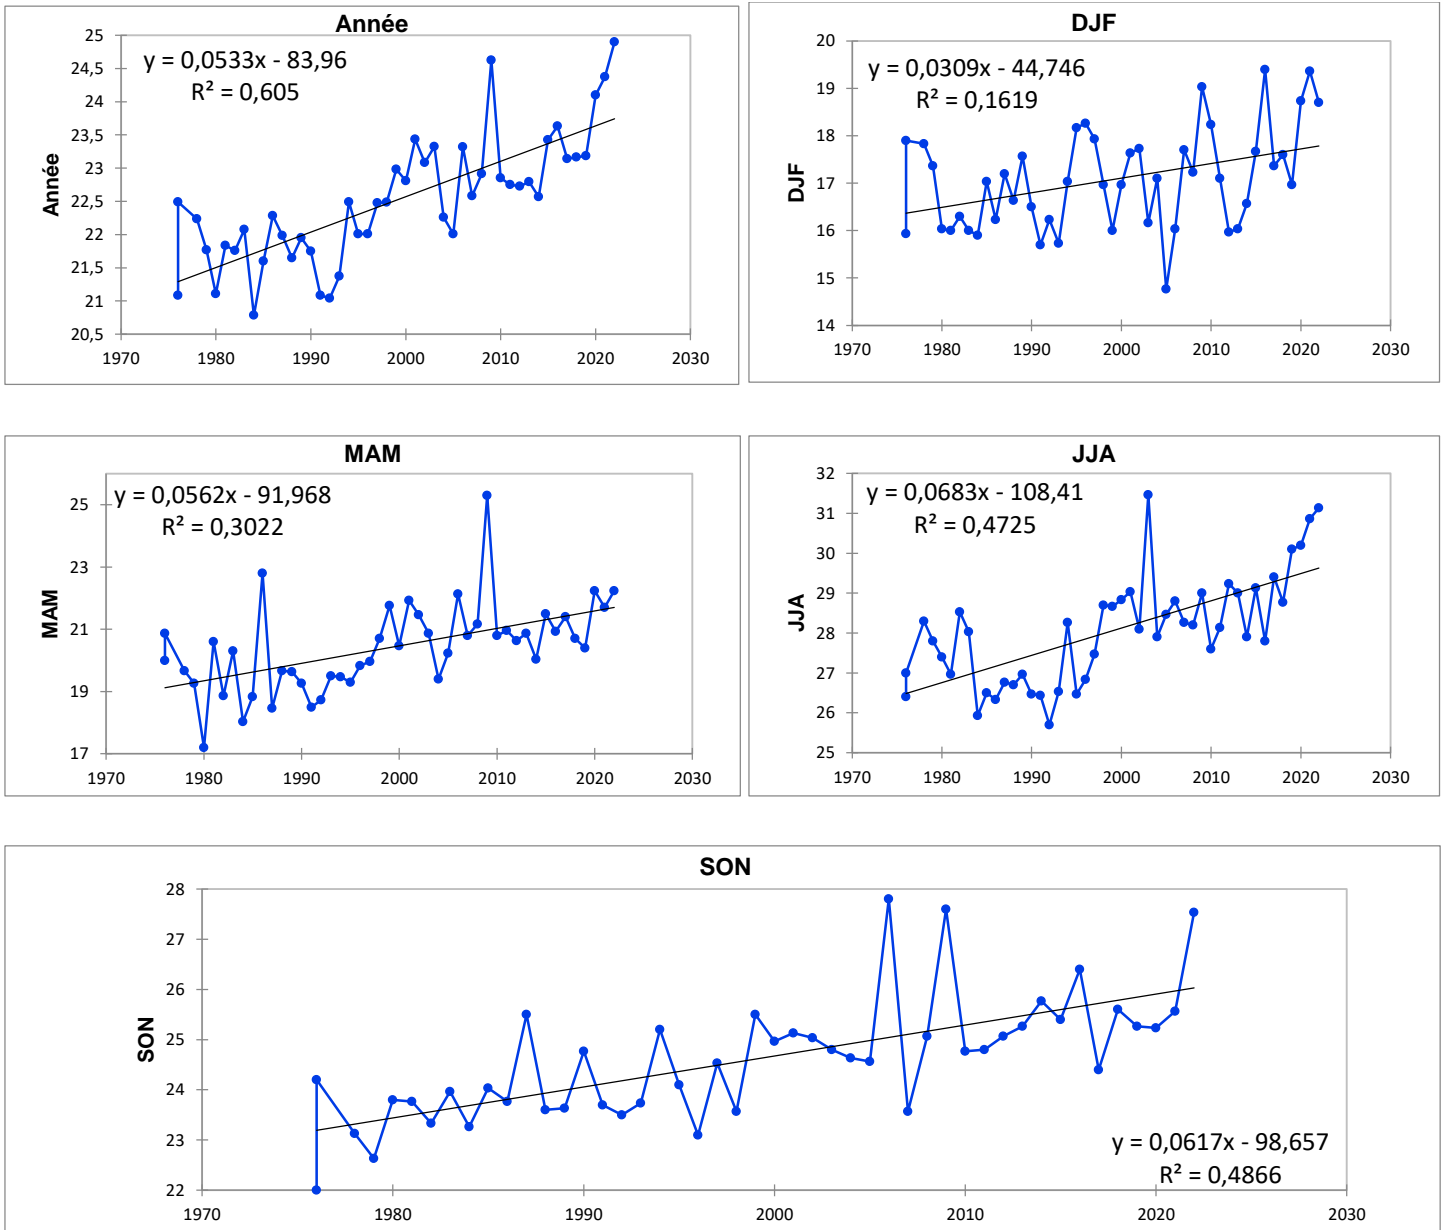 Année
y = 0,0533x - 83,96
R² = 0,605
Année
25
24,5
24
23,5
23
22,5
22
21,5
21
20,5
1970 1980 1990 2000 2010 2020 2030
DJF
y = 0,0309x - 44,746
R² = 0,1619
DJF
20
19
18
17
16
15
14
1970 1980 1990 2000 2010 2020 2030
MAM
y = 0,0562x - 91,968
R² = 0,3022
MAM
25
23
21
19
17
1970 1980 1990 2000 2010 2020 2030
JJA
y = 0,0683x - 108,41
R² = 0,4725
JJA
32
31
30
29
28
27
26
25
1970 1980 1990 2000 2010 2020 2030
SON
SON
28
27
26
25
24
23
22
y = 0,0617x - 98,657
R² = 0,4866
1970 1980 1990 2000 2010 2020 2030